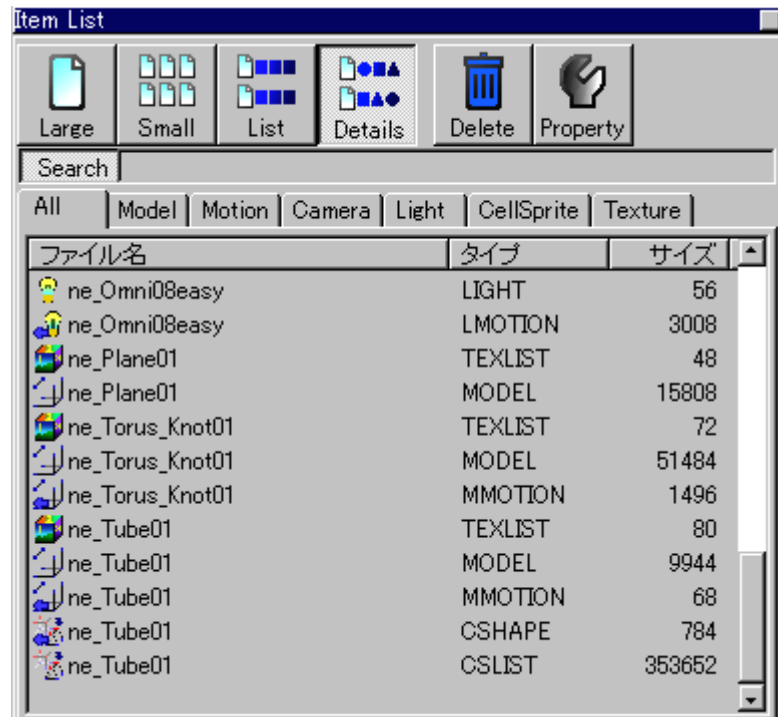 Item List
Large Small List Details Delete Property
Search
All Model Motion Camera Light CellSprite Texture
ファイル名 タイプ サイズ
ne_Omni08easy LIGHT 56
ne_Omni08easy LMOTION 3008
ne_Plane01 TEXLIST 48
ne_Plane01 MODEL 15808
ne_Torus_Knot01 TEXLIST 72
ne_Torus_Knot01 MODEL 51484
ne_Torus_Knot01 MMOTION 1496
ne_Tube01 TEXLIST 80
ne_Tube01 MODEL 9944
ne_Tube01 MMOTION 68
ne_Tube01 CSHAPE 784
ne_Tube01 CSLIST 353652